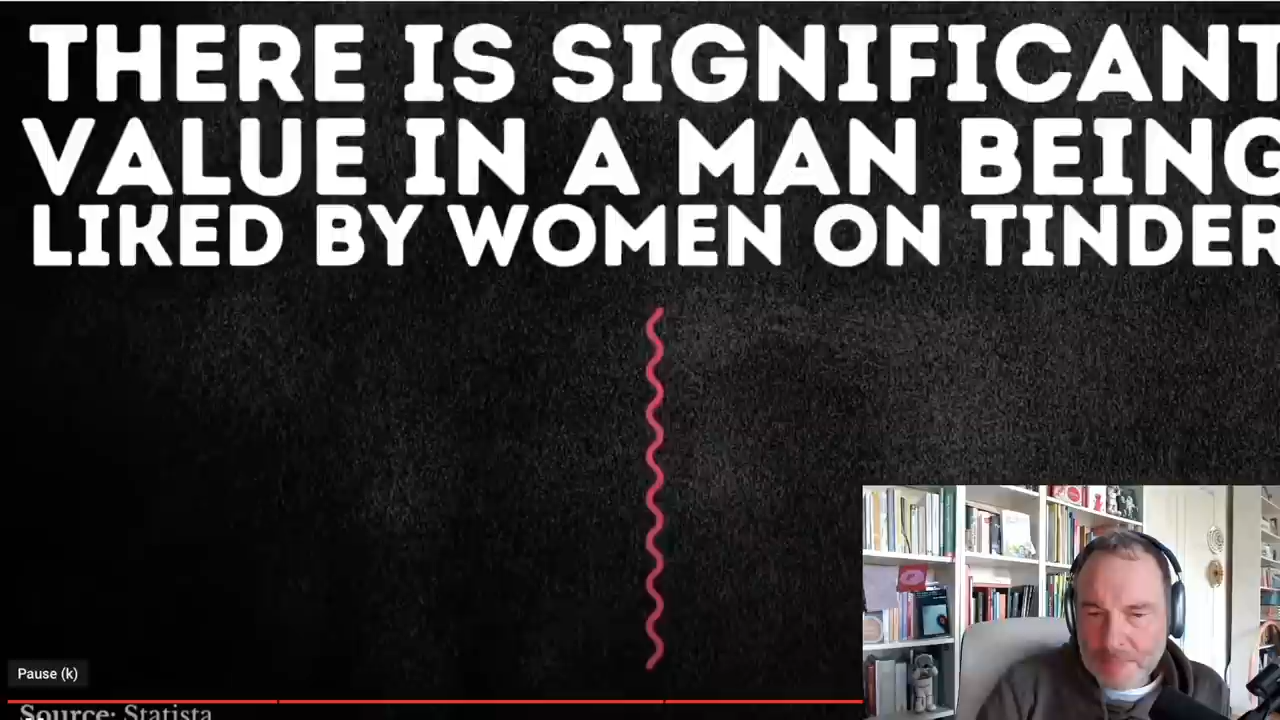 THERE IS SIGNIFICANT
VALUE IN A MAN BEING
LIKED BY WOMEN ON TINDER
Pause (k)
Source: Statista